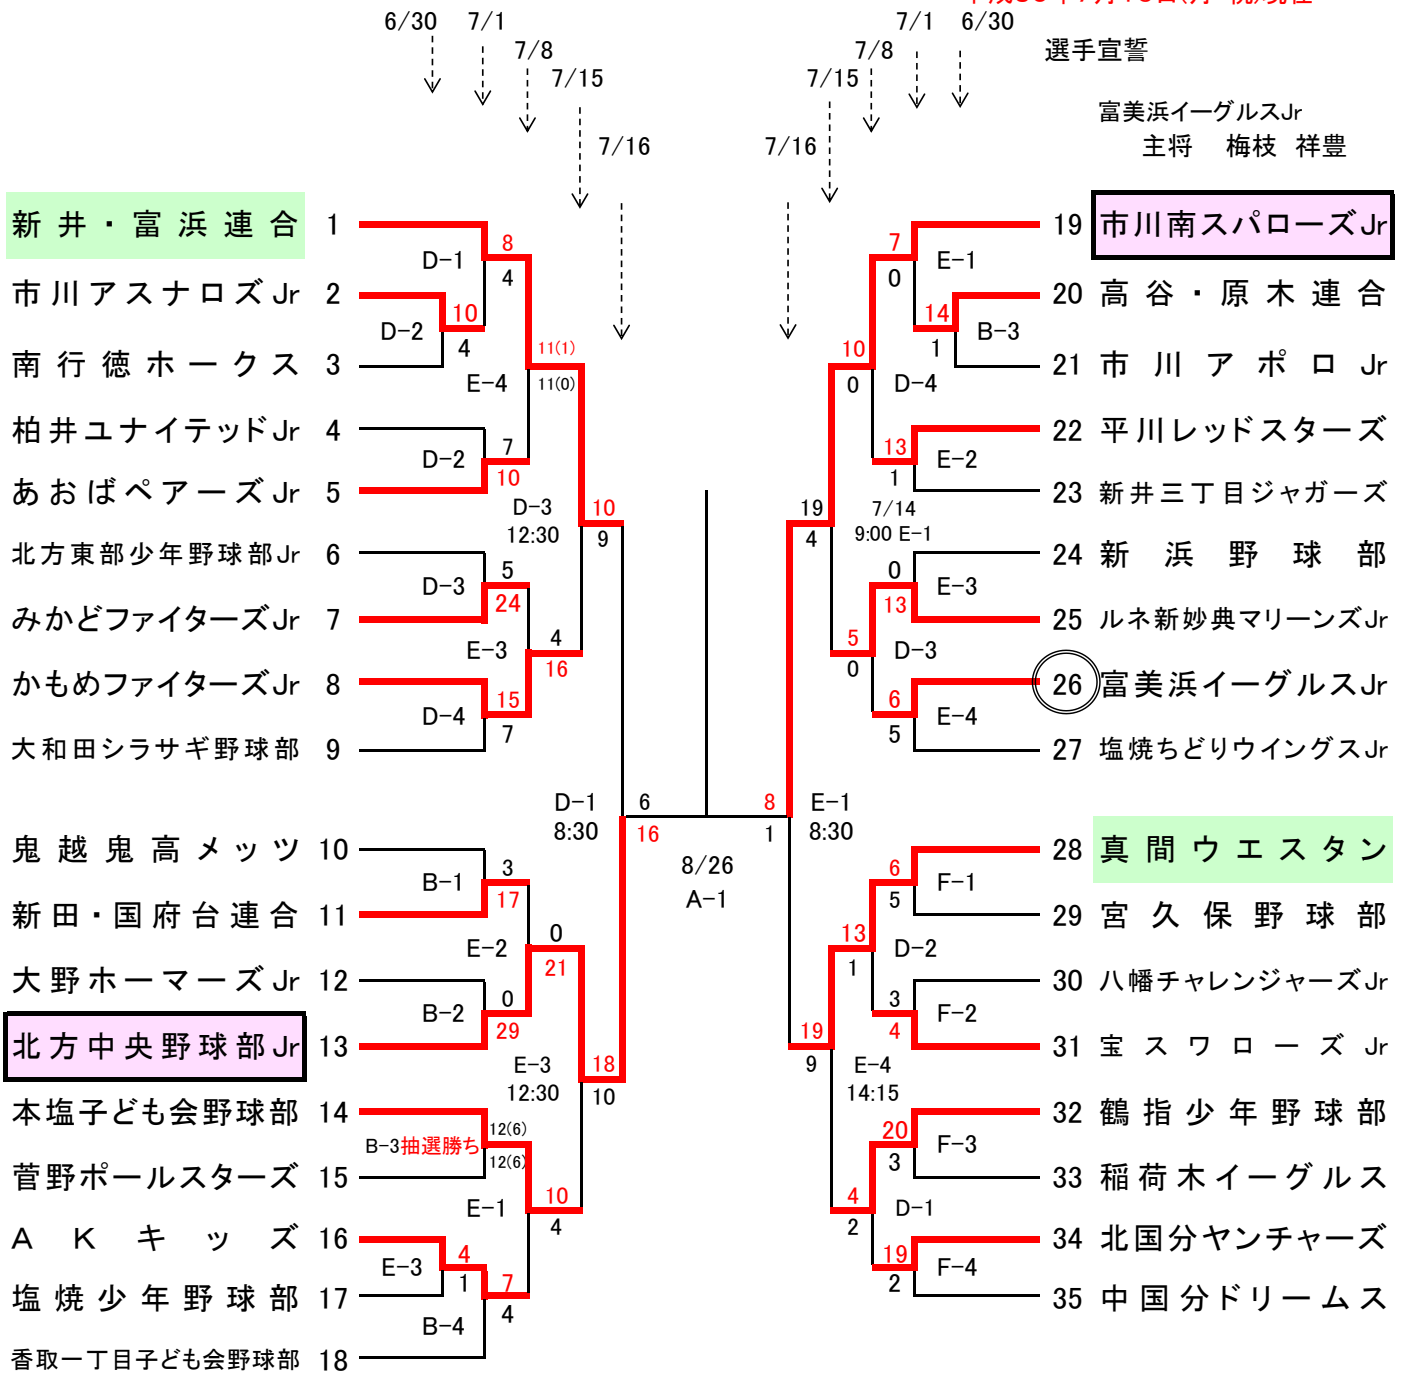 6/30
7/1
7/8
7/15
7/16
7/1
6/30
7/8
7/15
7/16
選手宣誓
富美浜イーグルスJr
主将 梅枝 祥豊
新井・富浜連合 1
市川アスナロズJr 2
南行徳ホークス 3
柏井ユナイテッドJr 4
あおばペアーズJr 5
北方東部少年野球部Jr 6
みかどファイターズJr 7
かもめファイターズJr 8
大和田シラサギ野球部 9
鬼越鬼高メッツ 10
新田・国府台連合 11
大野ホーマーズJr 12
北方中央野球部Jr 13
本塩子ども会野球部 14
菅野ポールスターズ 15
AKキッズ 16
塩焼少年野球部 17
香取一丁目子ども会野球部 18
D-1
8
4
D-2
10
4
E-4
11(1)
11(0)
D-2
7
10
D-3
12:30
10
9
D-3
5
24
E-3
4
16
D-4
15
7
D-1
8:30
6
16
B-1
3
17
E-2
0
21
B-2
0
29
E-3
12:30
18
10
B-3抽選勝ち
12(6)
12(6)
E-1
10
4
E-3
4
1
B-4
7
4
8/26
A-1
19 市川南スパローズJr
20 高谷・原木連合
21 市川アポロJr
22 平川レッドスターズ
23 新井三丁目ジャガーズ
24 新浜野球部
25 ルネ新妙典マリーンズJr
26 富美浜イーグルスJr
27 塩焼ちどりウイングスJr
28 真間ウエスタン
29 宮久保野球部
30 八幡チャレンジャーズJr
31 宝スワローズJr
32 鶴指少年野球部
33 稲荷木イーグルス
34 北国分ヤンチャーズ
35 中国分ドリームス
7
0
E-1
14
1
B-3
10
0
D-4
13
1
E-2
19
4
7/14
9:00 E-1
0
13
E-3
5
0
D-3
6
5
E-4
8
1
E-1
8:30
6
5
F-1
13
1
D-2
3
4
F-2
19
9
E-4
14:15
20
3
F-3
4
2
D-1
19
2
F-4